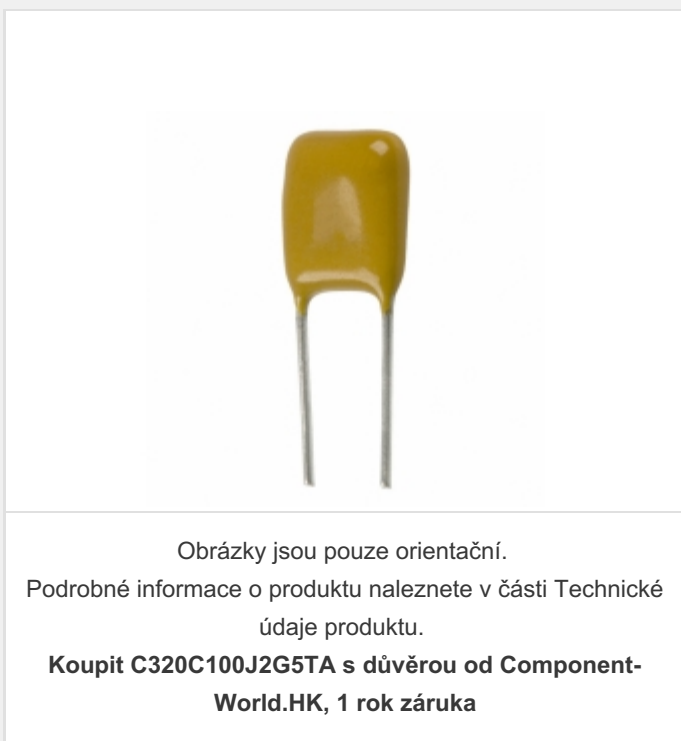 Obrázky jsou pouze orientační.
Podrobné informace o produktu naleznete v části Technické
údaje produktu.
Koupit C320C100J2G5TA s důvěrou od Component-
World.HK, 1 rok záruka